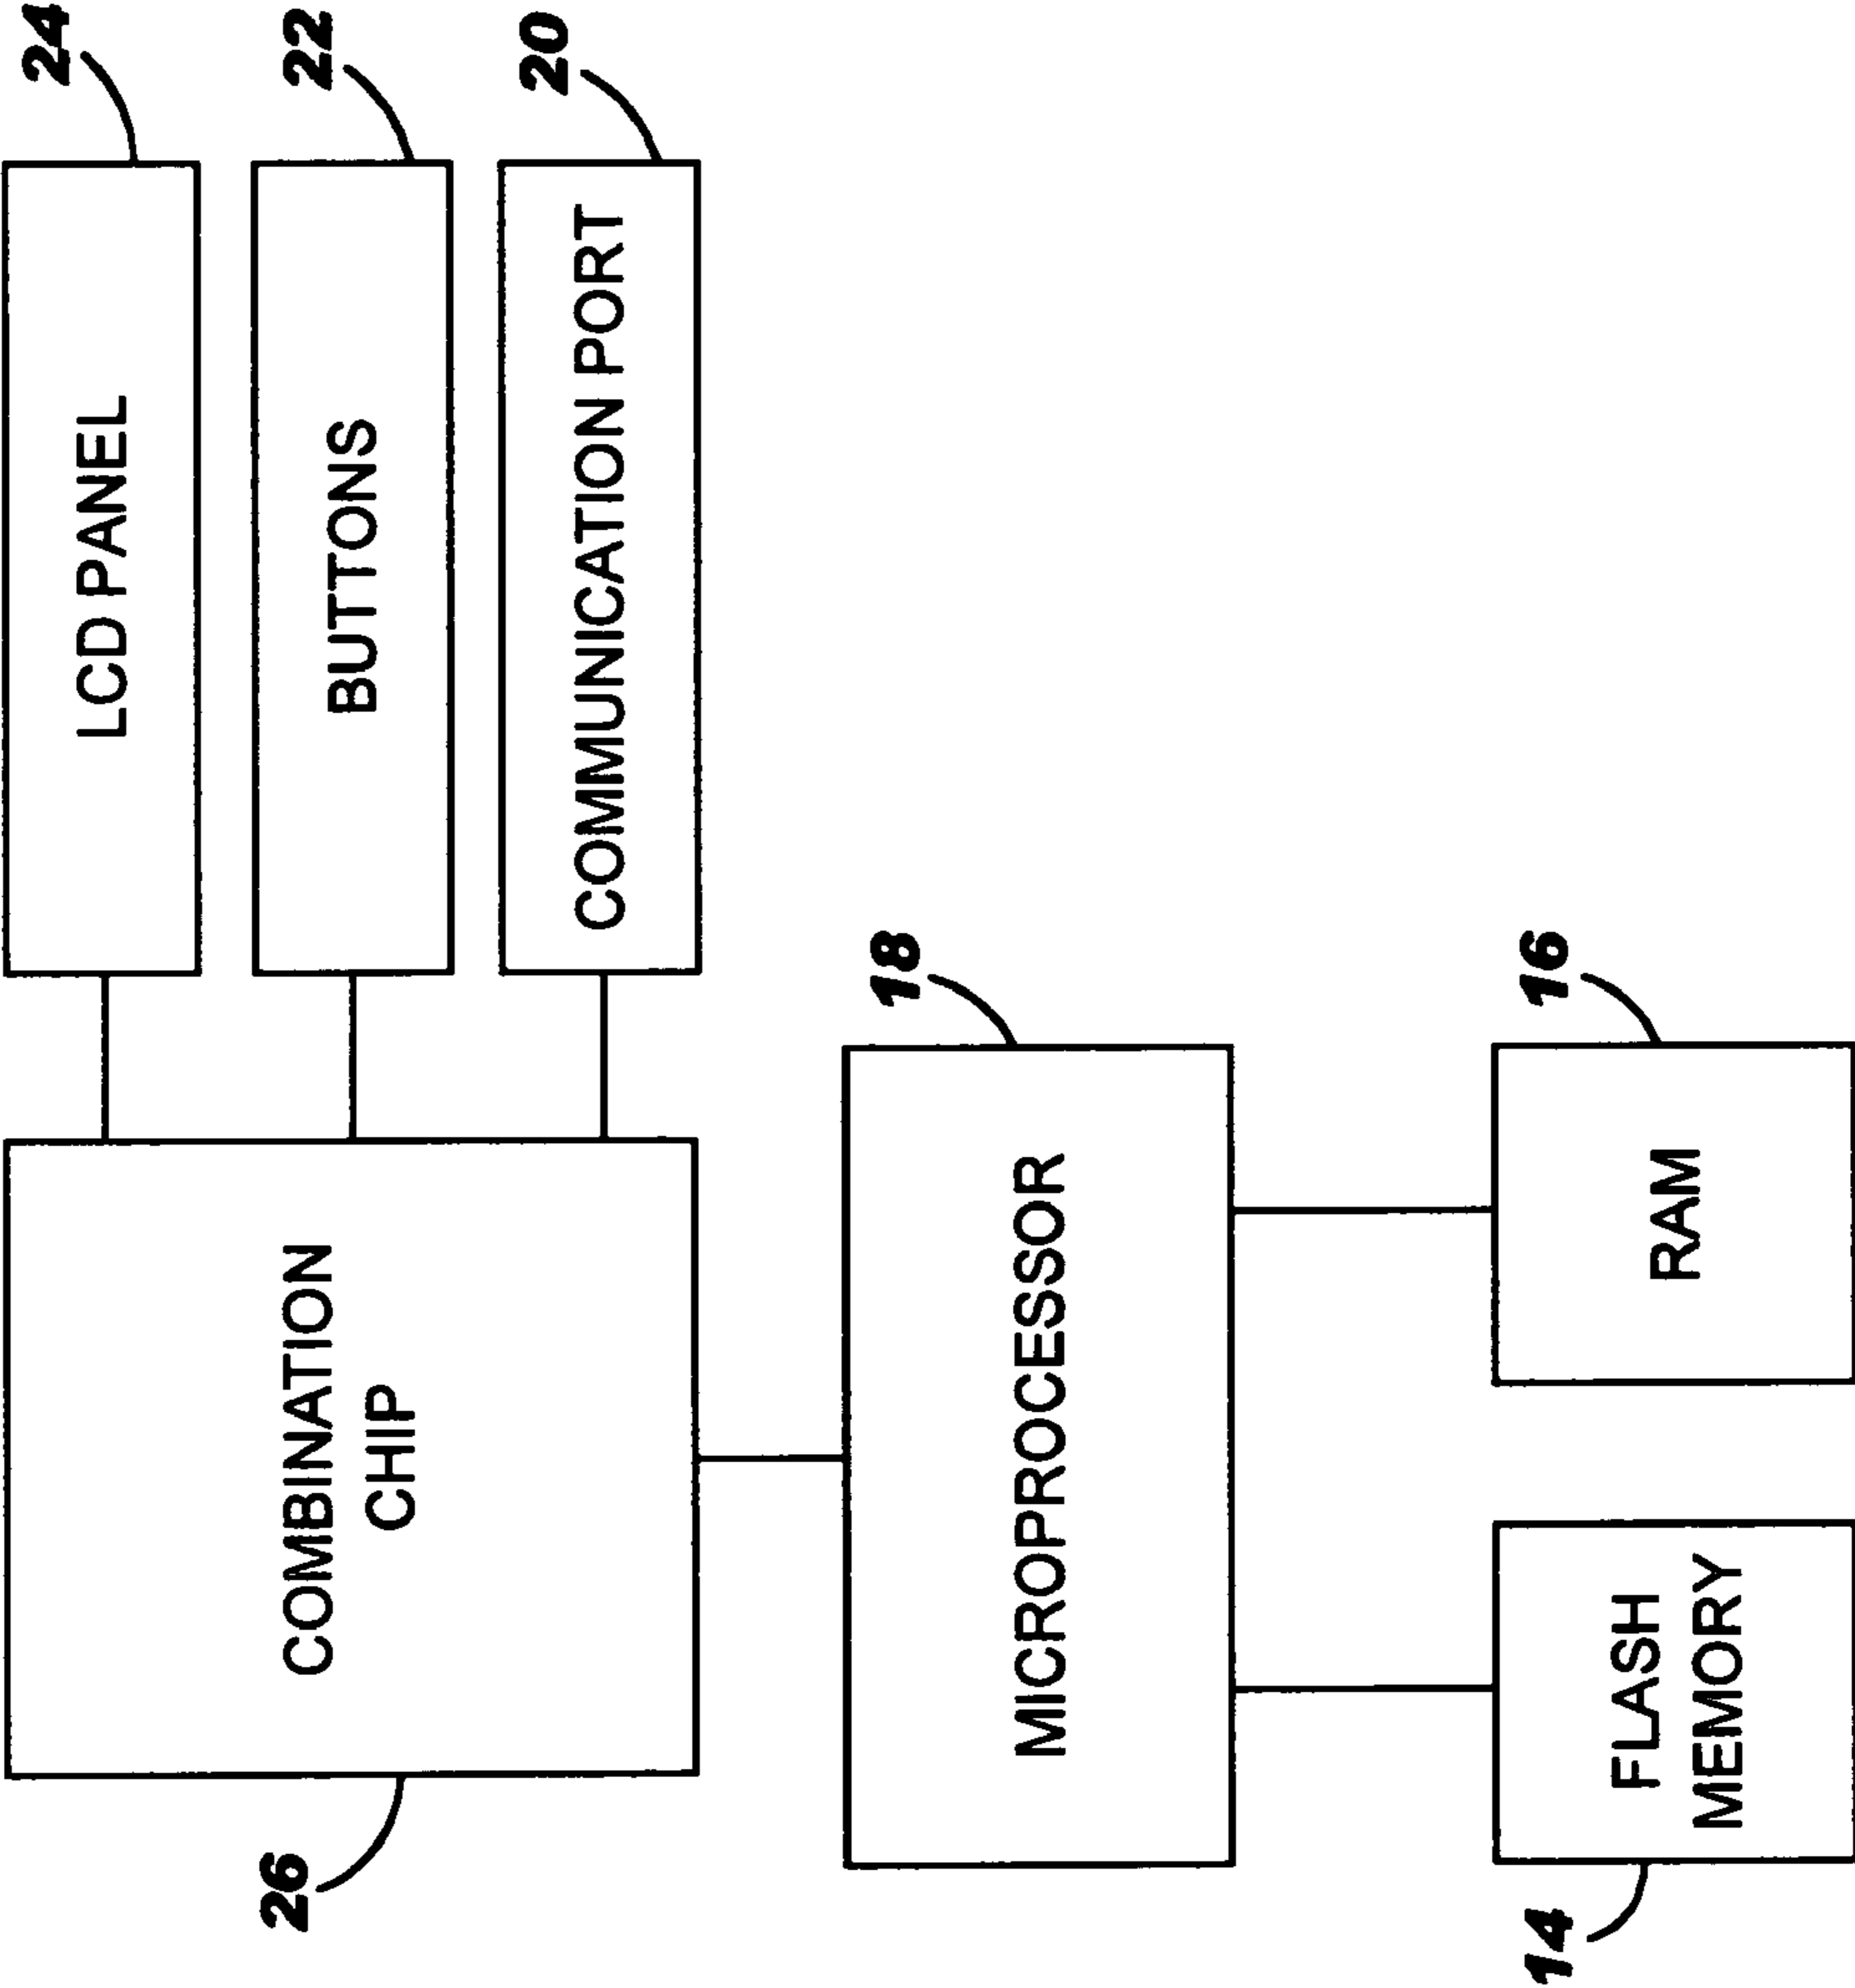 24
LCD PANEL
26
COMBINATION
CHIP
22
BUTTONS
20
COMMUNICATION PORT
18
MICROPROCESSOR
14
FLASH
MEMORY
16
RAM